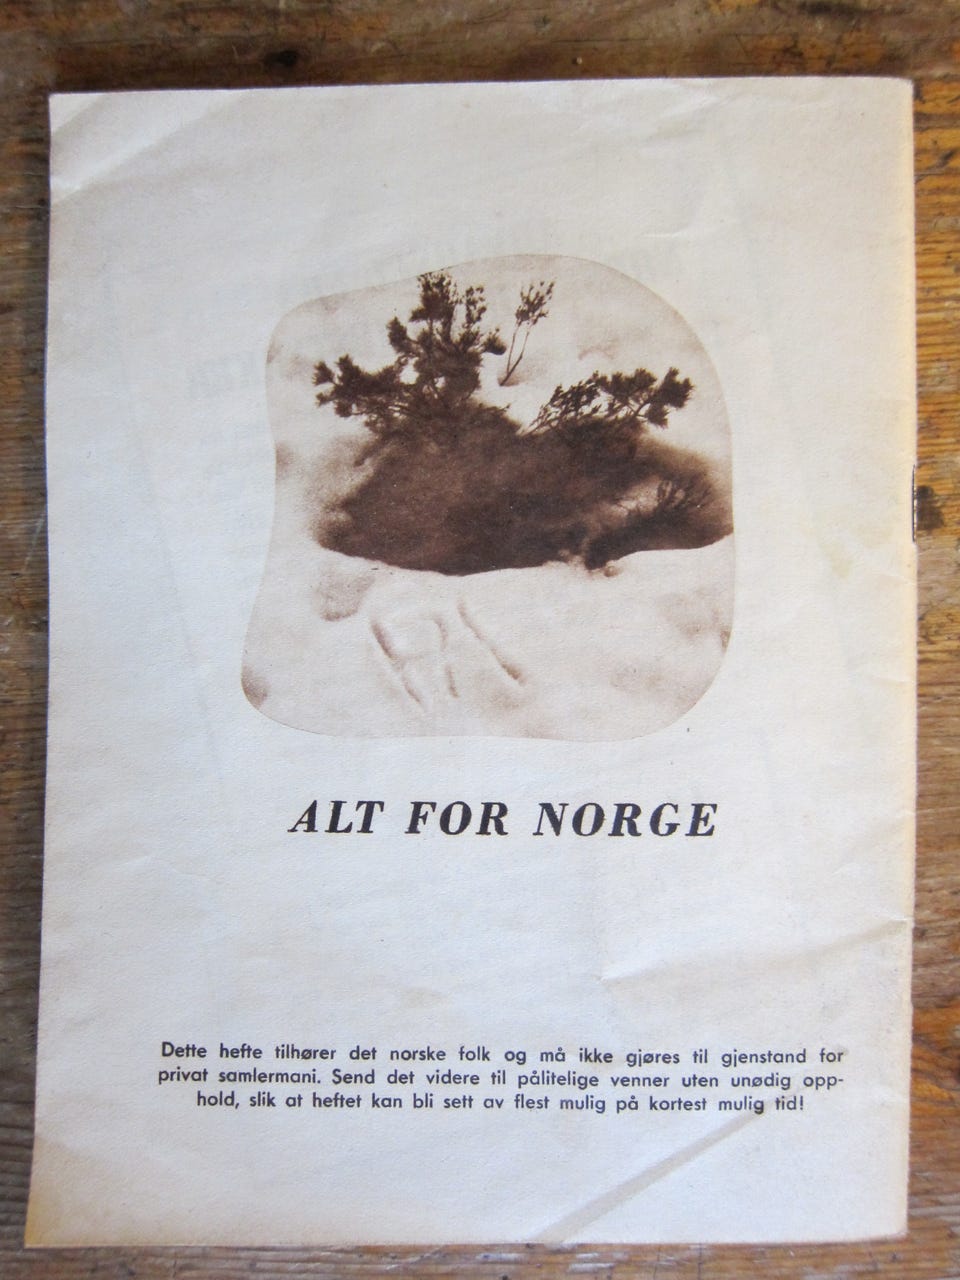 ALT FOR NORGE
Dette hefte tilhører det norske folk og må ikke gjøres til gjenstand for
privat samlermani. Send det videre til pålitelige venner uten unødig opp-
hold, slik at heftet kan bli sett av flest mulig på kortest mulig tid!